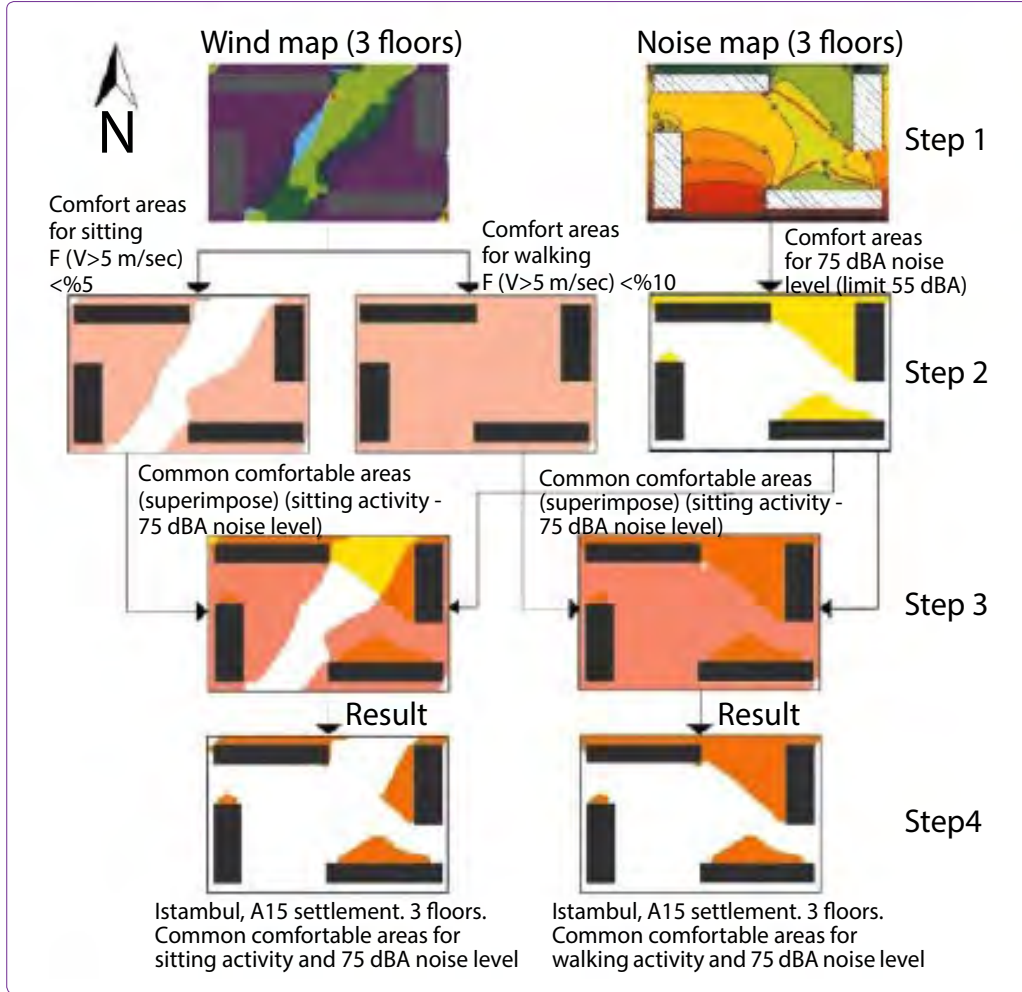 Wind map (3 floors)
Noise map (3 floors)
N
Step 1
Comfort areas
for sitting
F (V>5 m/sec)
<%5
Comfort areas
for walking
F (V>5 m/sec) <%10
Comfort areas
for 75 dBA noise
level (limit 55 dBA)
Step 2
Common comfortable areas
(superimpose) (sitting activity -
75 dBA noise level)
Common comfortable areas
(superimpose) (sitting activity -
75 dBA noise level)
Step 3
Result
Result
Step4
Istambul, A15 settlement. 3 floors.
Common comfortable areas for
sitting activity and 75 dBA noise level
Istambul, A15 settlement. 3 floors.
Common comfortable areas for
walking activity and 75 dBA noise level